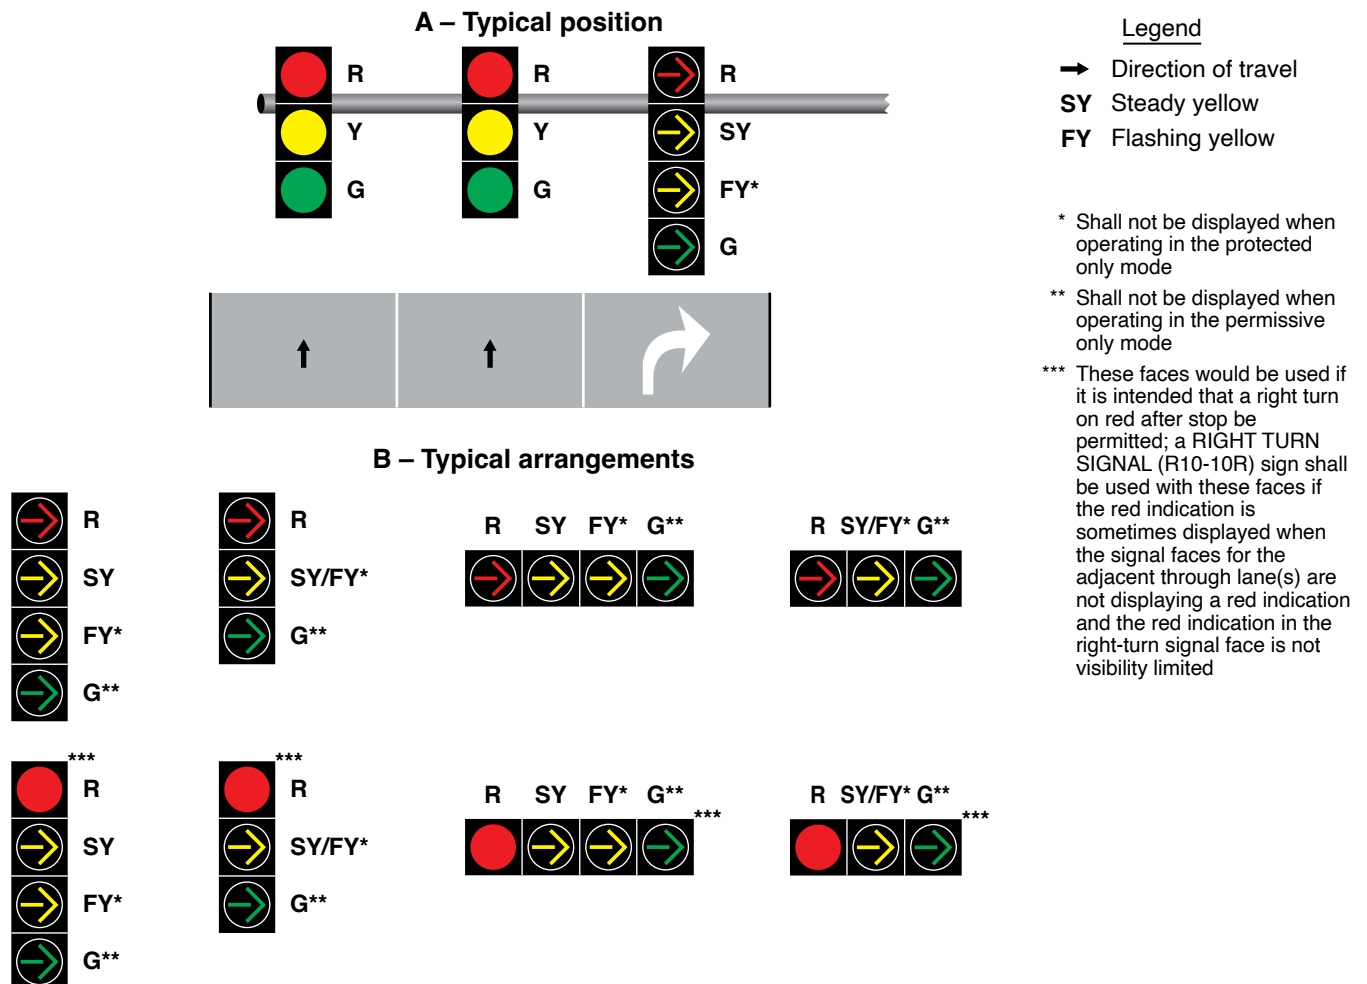 A – Typical position
R
Y
G
R
Y
G
R
SY
FY*
G
Legend
Direction of travel
SY Steady yellow
FY Flashing yellow
* Shall not be displayed when
operating in the protected
only mode
** Shall not be displayed when
operating in the permissive
only mode
*** These faces would be used if
it is intended that a right turn
on red after stop be
permitted; a RIGHT TURN
SIGNAL (R10-10R) sign shall
be used with these faces if
the red indication is
sometimes displayed when
the signal faces for the
adjacent through lane(s) are
not displaying a red indication
and the red indication in the
right-turn signal face is not
visibility limited
B – Typical arrangements
R
SY
FY*
G**
R
SY/FY*
G**
R SY FY* G**
R SY/FY* G**
***
R
SY
FY*
G**
***
R
SY/FY*
G**
R SY FY* G**
***
R SY/FY* G**
***